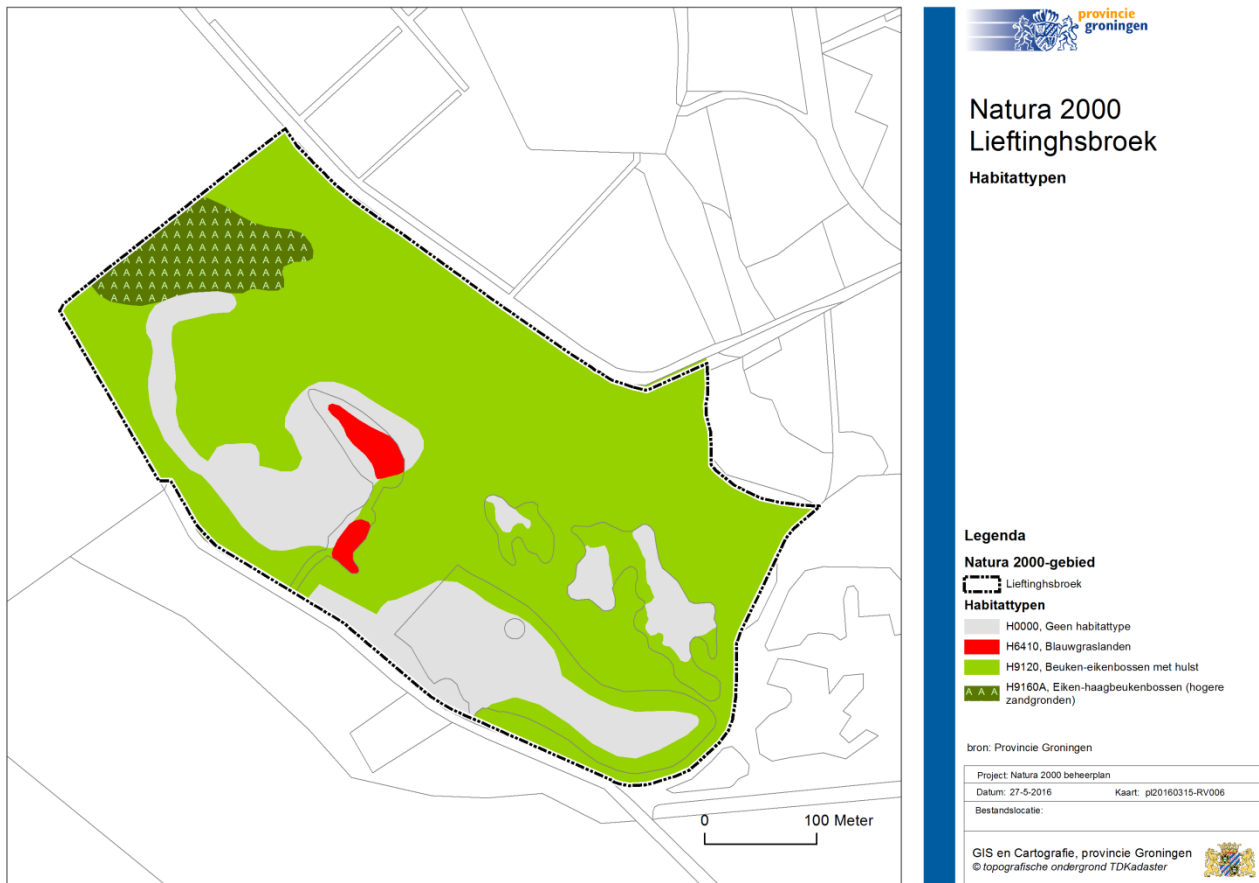 provincie
groningen
Natura 2000
Lieftinghsbroek
Habitattypen
Legenda
Natura 2000-gebied
Lieftinghsbroek
Habitattypen
H0000, Geen habitattype
H6410, Blauwgraslanden
H9120, Beuken-eikenbossen met hulst
A A A H9160A, Eiken-haagbeukenbossen (hogere
zandgronden)
bron: Provincie Groningen
Project: Natura 2000 beheerplan
Datum: 27-5-2016 Kaart: pl20160315-RV006
Bestandslocatie:
0 100 Meter
GIS en Cartografie, provincie Groningen
© topografische ondergrond TDKadaster